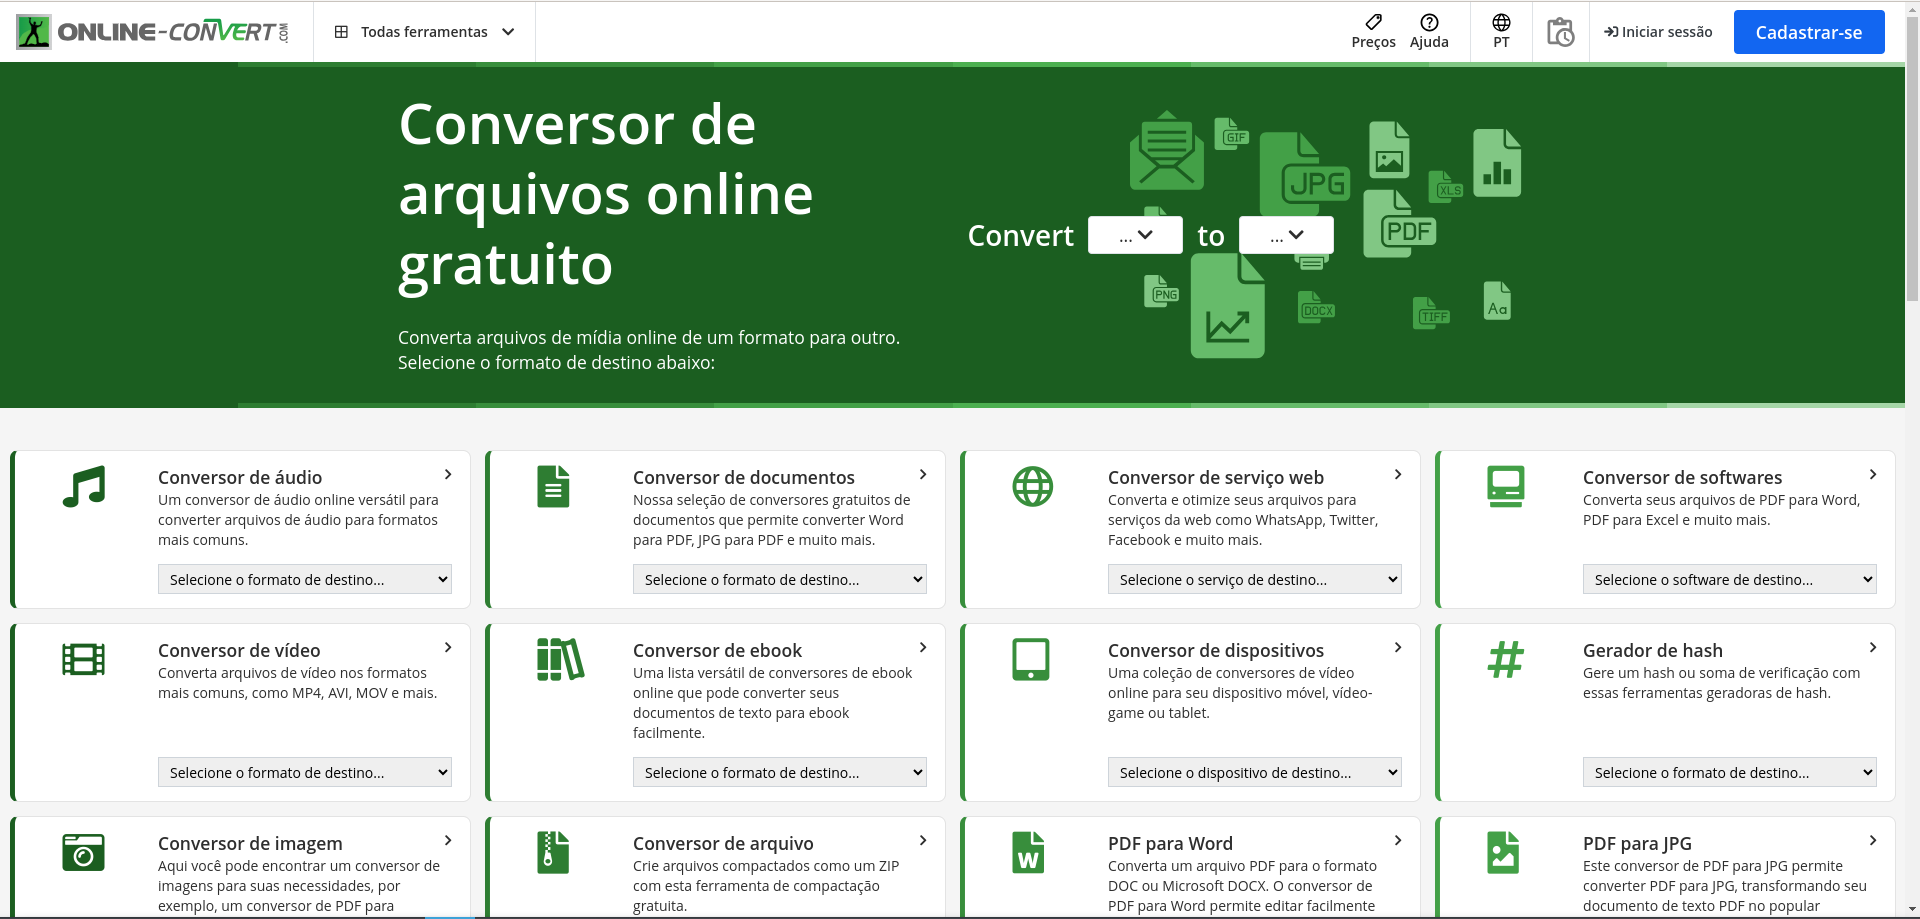 ONLINE-CONVERT.COM
Todas ferramentas
Preços
Ajuda
PT
Iniciar sessão
Cadastrar-se
Conversor de
arquivos online
gratuito
Converta arquivos de mídia online de um formato para outro.
Selecione o formato de destino abaixo:
GIF
JPG
XLS
PDF
Convert ... to ...
PNG
DOCX
TIFF
Aa
Conversor de áudio
Um conversor de áudio online versátil para
converter arquivos de áudio para formatos
mais comuns.
Selecione o formato de destino...
Conversor de documentos
Nossa seleção de conversores gratuitos de
documentos que permite converter Word
para PDF, JPG para PDF e muito mais.
Selecione o formato de destino...
Conversor de serviço web
Converta e otimize seus arquivos para
serviços da web como WhatsApp, Twitter,
Facebook e muito mais.
Selecione o serviço de destino...
Conversor de softwares
Converta seus arquivos de PDF para Word,
PDF para Excel e muito mais.
Selecione o software de destino...
Conversor de vídeo
Converta arquivos de vídeo nos formatos
mais comuns, como MP4, AVI, MOV e mais.
Selecione o formato de destino...
Conversor de ebook
Uma lista versátil de conversores de ebook
online que pode converter seus
documentos de texto para ebook
facilmente.
Selecione o formato de destino...
Conversor de dispositivos
Uma coleção de conversores de vídeo
online para seu dispositivo móvel, vídeo-
game ou tablet.
Selecione o dispositivo de destino...
Gerador de hash
Gere um hash ou soma de verificação com
essas ferramentas geradoras de hash.
Selecione o formato de destino...
Conversor de imagem
Aqui você pode encontrar um conversor de
imagens para suas necessidades, por
exemplo, um conversor de PDF para
Conversor de arquivo
Crie arquivos compactados como um ZIP
com esta ferramenta de compactação
gratuita.
W
PDF para Word
Converta um arquivo PDF para o formato
DOC ou Microsoft DOCX. O conversor de
PDF para Word permite editar facilmente
PDF para JPG
Este conversor de PDF para JPG permite
converter PDF para JPG, transformando seu
documento de texto PDF no popular